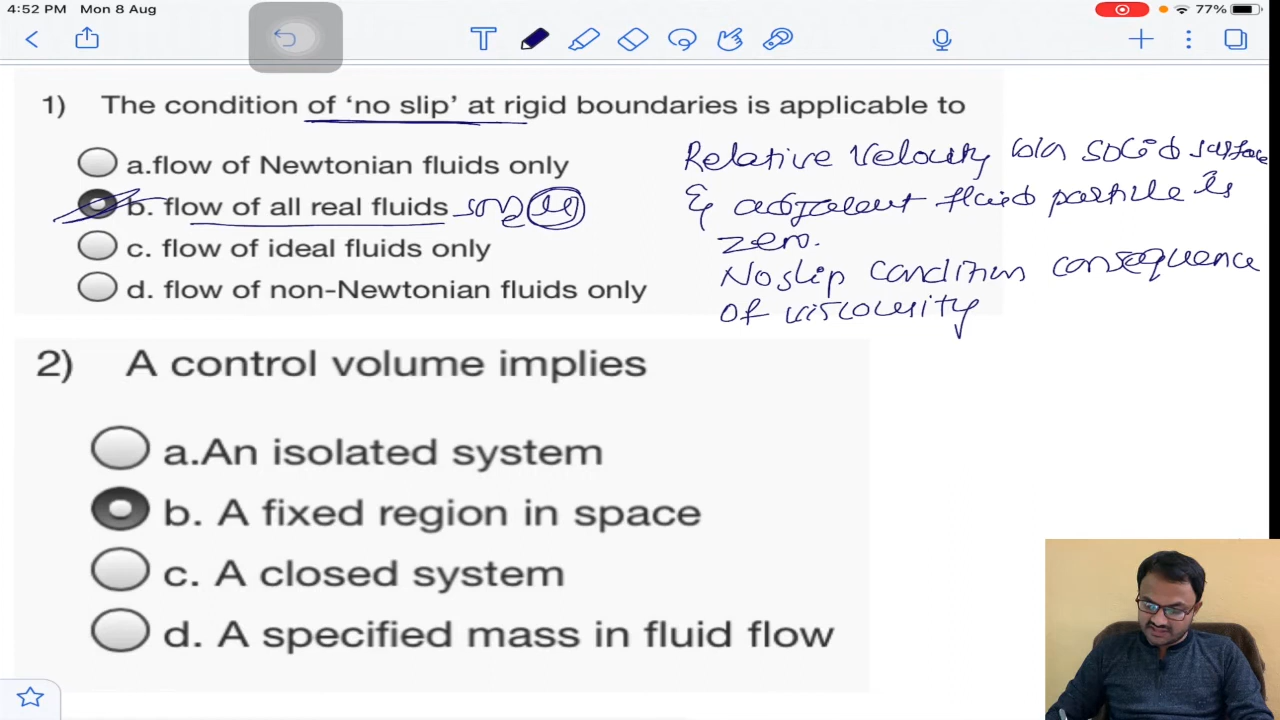 4:52 PM Mon 8 Aug
77%
1) The condition of ‘no slip’ at rigid boundaries is applicable to
a.flow of Newtonian fluids only
b. flow of all real fluids
c. flow of ideal fluids only
d. flow of non-Newtonian fluids only
Relative Velocity b/n solid surface
& adjacent fluid particle is
zero.
No slip condition consequence
of viscousity
2) A control volume implies
a.An isolated system
b. A fixed region in space
c. A closed system
d. A specified mass in fluid flow